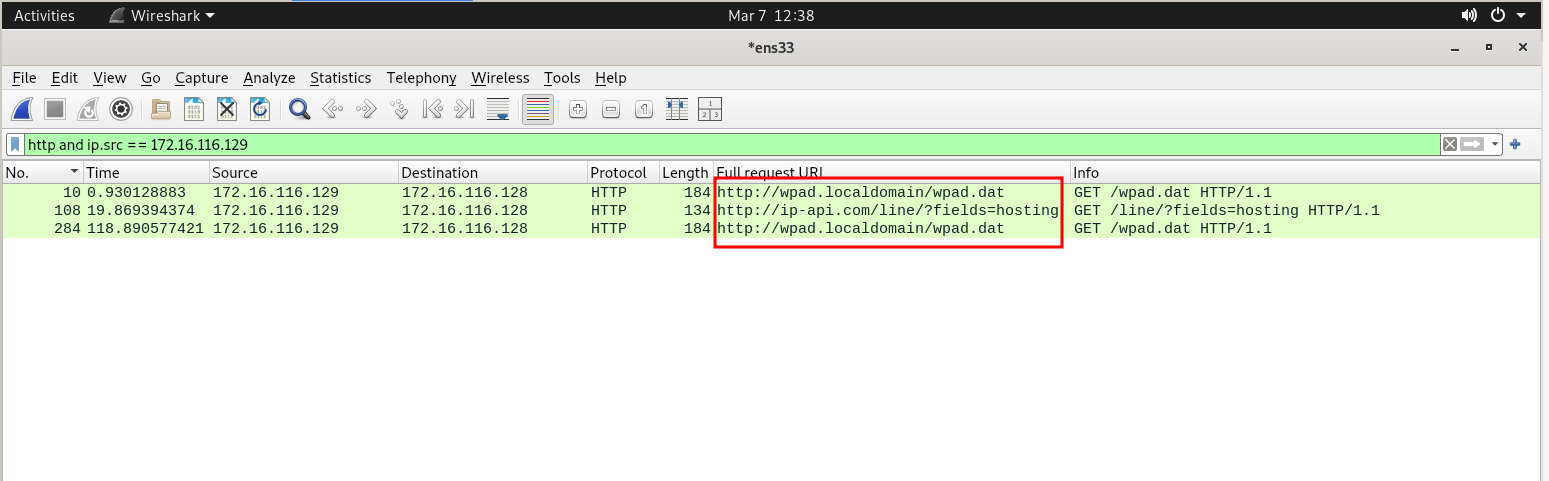 Activities Wireshark Mar 7 12:38
*ens33
File Edit View Go Capture Analyze Statistics Telephony Wireless Tools Help
http and ip.src == 172.16.116.129
No. Time Source Destination Protocol Length Full request URI Info
10 0.930128883 172.16.116.129 172.16.116.128 HTTP 184 http://wpad.localdomain/wpad.dat GET /wpad.dat HTTP/1.1
108 19.869394374 172.16.116.129 172.16.116.128 HTTP 134 http://ip-api.com/line/?fields=hosting GET /line/?fields=hosting HTTP/1.1
284 118.890577421 172.16.116.129 172.16.116.128 HTTP 184 http://wpad.localdomain/wpad.dat GET /wpad.dat HTTP/1.1